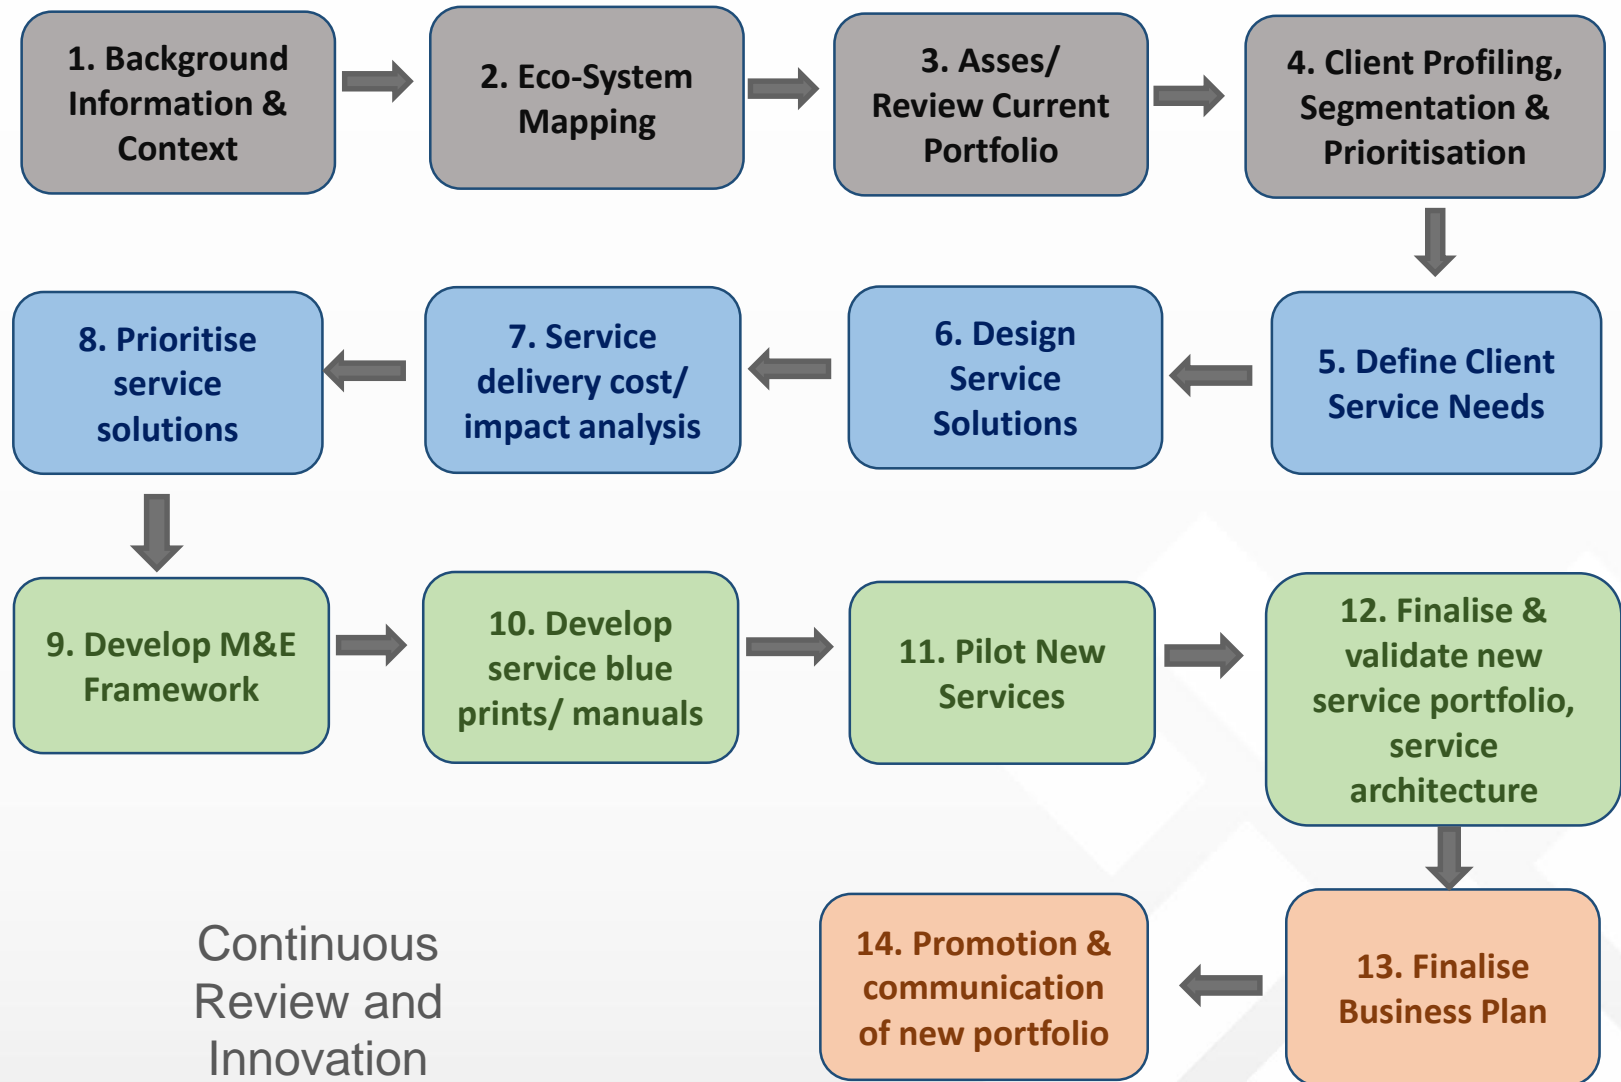 1. Background
Information &
Context
2. Eco-System
Mapping
3. Asses/
Review Current
Portfolio
4. Client Profiling,
Segmentation &
Prioritisation
8. Prioritise
service
solutions
7. Service
delivery cost/
impact analysis
6. Design
Service
Solutions
5. Define Client
Service Needs
9. Develop M&E
Framework
10. Develop
service blue
prints/ manuals
11. Pilot New
Services
12. Finalise &
validate new
service portfolio,
service
architecture
Continuous
Review and
Innovation
14. Promotion &
communication
of new portfolio
13. Finalise
Business Plan